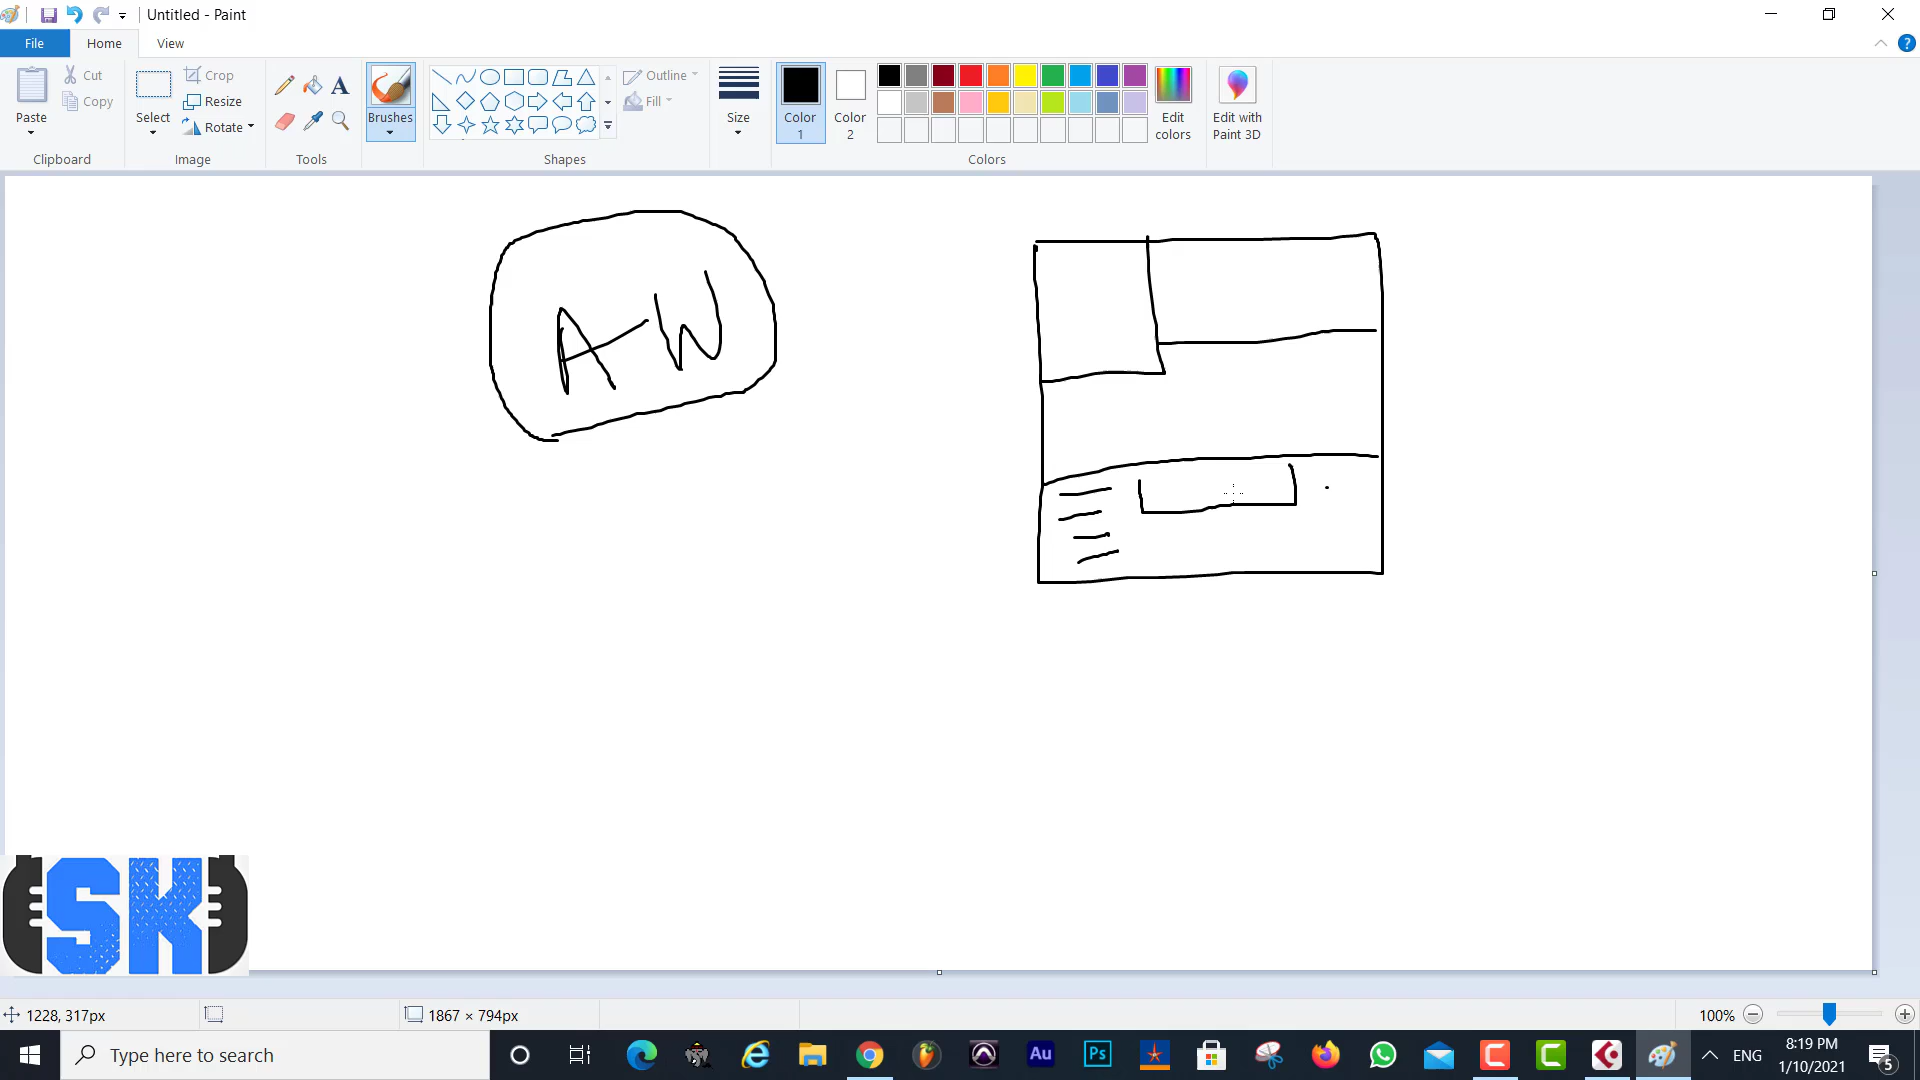 Untitled - Paint
File Home View
Paste
Cut
Copy
Clipboard
Select
Crop
Resize
Rotate
Image
A
Tools
Brushes
Outline
Fill
Shapes
Size
Color 1
Color 2
Edit colors
Edit with Paint 3D
Colors
?
A-W
SK
1228, 317px
1867 × 794px
100%
Type here to search
Au
Ps
C
C
ENG
8:19 PM
1/10/2021
5